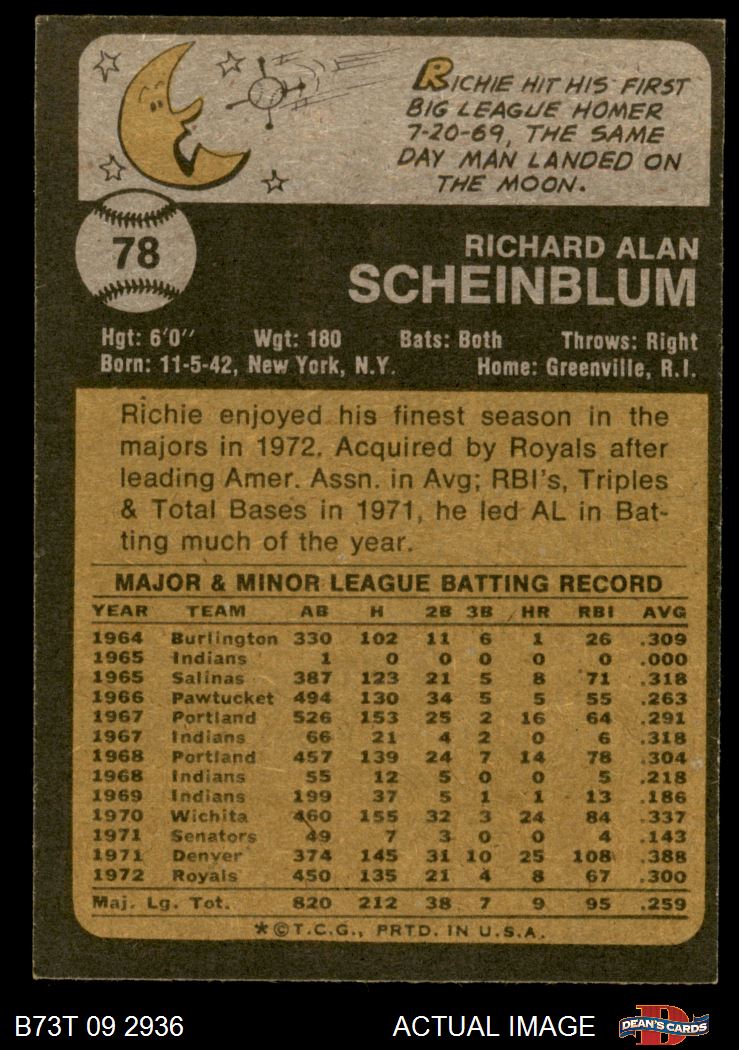 RICHIE HIT HIS FIRST
BIG LEAGUE HOMER
7-20-69, THE SAME
DAY MAN LANDED ON
THE MOON.
78
RICHARD ALAN
SCHEINBLUM
Hgt: 6'0" Wgt: 180 Bats: Both Throws: Right
Born: 11-5-42, New York, N.Y. Home: Greenville, R.I.
Richie enjoyed his finest season in the
majors in 1972. Acquired by Royals after
leading Amer. Assn. in Avg; RBI's, Triples
& Total Bases in 1971, he led AL in Bat-
ting much of the year.
MAJOR & MINOR LEAGUE BATTING RECORD
YEAR TEAM AB H 2B 3B HR RBI AVG
1964 Burlington 330 102 11 6 1 26 .309
1965 Indians 1 0 0 0 0 0 .000
1965 Salinas 387 123 21 5 8 71 .318
1966 Pawtucket 494 130 34 5 5 55 .263
1967 Portland 526 153 25 2 16 64 .291
1967 Indians 66 21 4 2 0 6 .318
1968 Portland 457 139 24 7 14 78 .304
1968 Indians 55 12 5 0 0 5 .218
1969 Indians 199 37 5 1 1 13 .186
1970 Wichita 460 155 32 3 24 84 .337
1971 Senators 49 7 3 0 0 4 .143
1971 Denver 374 145 31 10 25 108 .388
1972 Royals 450 135 21 4 8 67 .300
Maj. Lg. Tot. 820 212 38 7 9 95 .259
*©T.C.G., PRTD. IN U.S.A.
B73T 09 2936 ACTUAL IMAGE
D
DEAN'S CARDS